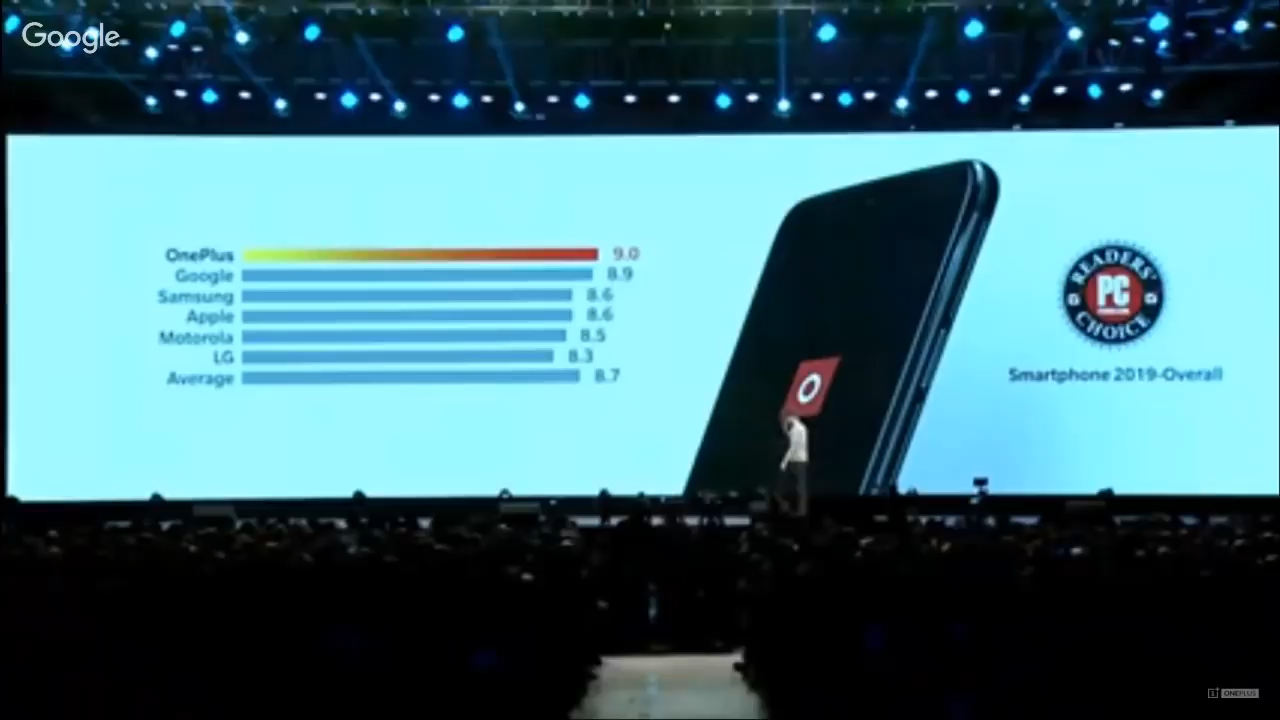 Google
OnePlus 9.0
Google 8.9
Samsung 8.6
Apple 8.6
Motorola 8.5
LG 8.3
Average 8.7
READERS'
PC
CHOICE
Smartphone 2019-Overall
ONEPLUS